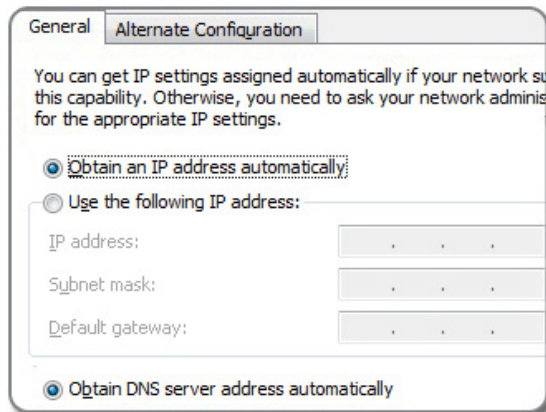 General
Alternate Configuration
You can get IP settings assigned automatically if your network
this capability. Otherwise, you need to ask your network
for the appropriate IP settings.
Obtain an IP address automatically
Use the following IP address:
IP address:
Subnet mask:
Default gateway:
Obtain DNS server address automatically